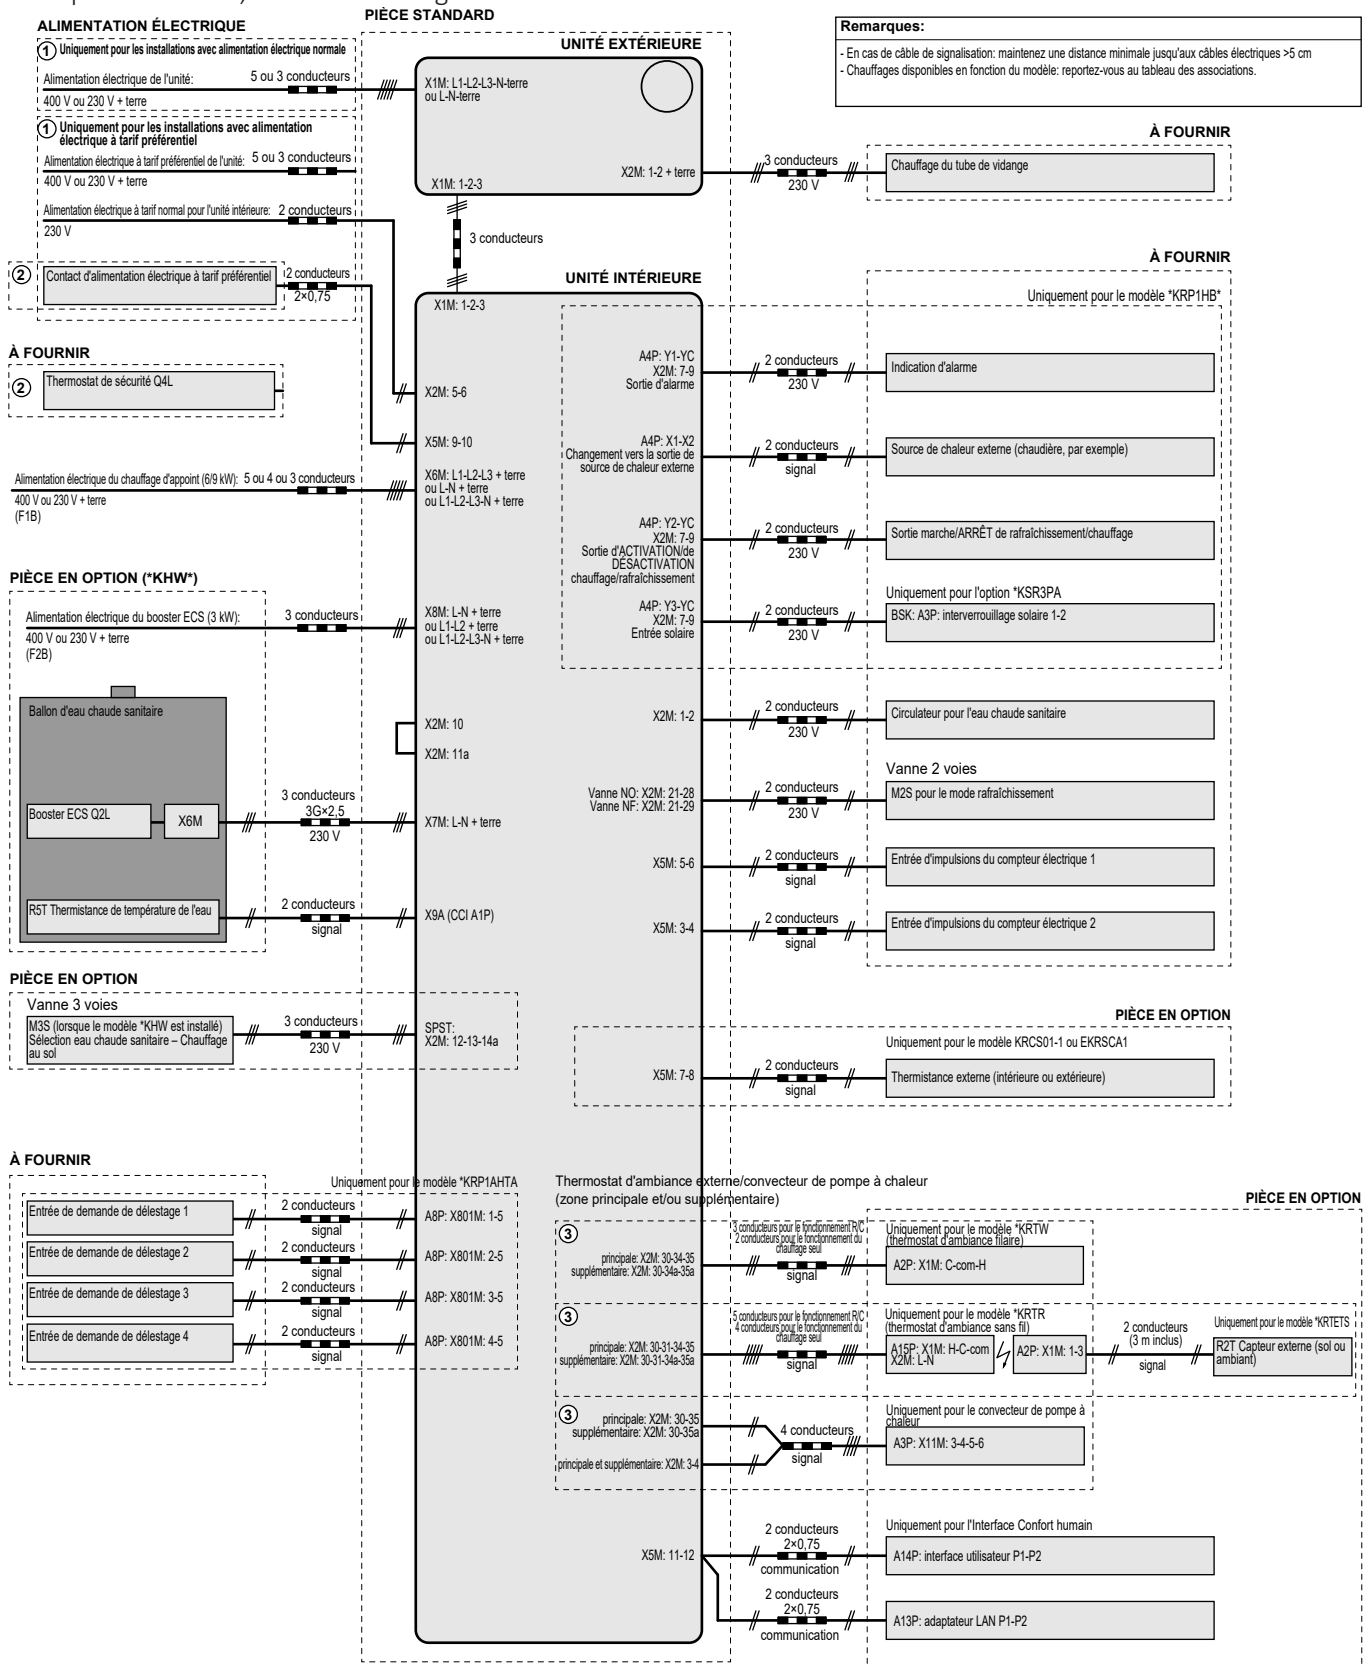 PIÈCE STANDARD
ALIMENTATION ÉLECTRIQUE
1 Uniquement pour les installations avec alimentation électrique normale
Alimentation électrique de l'unité:
5 ou 3 conducteurs
400 V ou 230 V + terre
1 Uniquement pour les installations avec alimentation
électrique à tarif préférentiel
Alimentation électrique à tarif préférentiel de l'unité:
5 ou 3 conducteurs
400 V ou 230 V + terre
Alimentation électrique à tarif normal pour l'unité intérieure:
2 conducteurs
230 V
2
Contact d'alimentation électrique à tarif préférentiel
2 conducteurs
2×0,75
À FOURNIR
2
Thermostat de sécurité Q4L
Alimentation électrique du chauffage d'appoint (6/9 kW):
5 ou 4 ou 3 conducteurs
400 V ou 230 V + terre
(F1B)
PIÈCE EN OPTION (*KHW*)
Alimentation électrique du booster ECS (3 kW):
3 conducteurs
400 V ou 230 V + terre
(F2B)
Ballon d'eau chaude sanitaire
Booster ECS Q2L
X6M
3 conducteurs
3G×2,5
230 V
R5T Thermistance de température de l'eau
2 conducteurs
signal
PIÈCE EN OPTION
Vanne 3 voies
M3S (lorsque le modèle *KHW est installé)
Sélection eau chaude sanitaire – Chauffage
au sol
3 conducteurs
230 V
SPST:
X2M: 12-13-14a
À FOURNIR
Uniquement pour le modèle *KRP1AHTA
Entrée de demande de délestage 1
2 conducteurs
signal
A8P: X801M: 1-5
Entrée de demande de délestage 2
2 conducteurs
signal
A8P: X801M: 2-5
Entrée de demande de délestage 3
2 conducteurs
signal
A8P: X801M: 3-5
Entrée de demande de délestage 4
2 conducteurs
signal
A8P: X801M: 4-5
UNITÉ EXTÉRIEURE
X1M: L1-L2-L3-N-terre
ou L-N-terre
X2M: 1-2 + terre
X1M: 1-2-3
3 conducteurs
UNITÉ INTÉRIEURE
X1M: 1-2-3
X2M: 5-6
X5M: 9-10
X6M: L1-L2-L3 + terre
ou L-N + terre
ou L1-L2-L3-N + terre
X8M: L-N + terre
ou L1-L2 + terre
ou L1-L2-L3-N + terre
X2M: 10
X2M: 11a
X7M: L-N + terre
X9A (CCI A1P)
Remarques:
- En cas de câble de signalisation: maintenez une distance minimale jusqu'aux câbles électriques >5 cm
- Chauffages disponibles en fonction du modèle: reportez-vous au tableau des associations.
À FOURNIR
3 conducteurs
230 V
Chauffage du tube de vidange
À FOURNIR
Uniquement pour le modèle *KRP1HB*
A4P: Y1-YC
X2M: 7-9
Sortie d'alarme
2 conducteurs
230 V
Indication d'alarme
A4P: X1-X2
Changement vers la sortie de
source de chaleur externe
2 conducteurs
signal
Source de chaleur externe (chaudière, par exemple)
A4P: Y2-YC
X2M: 7-9
Sortie d'ACTIVATION/de
DÉSACTIVATION
chauffage/rafraîchissement
2 conducteurs
230 V
Sortie marche/ARRÊT de rafraîchissement/chauffage
Uniquement pour l'option *KSR3PA
A4P: Y3-YC
X2M: 7-9
Entrée solaire
2 conducteurs
230 V
BSK: A3P: interverrouillage solaire 1-2
X2M: 1-2
2 conducteurs
230 V
Circulateur pour l'eau chaude sanitaire
Vanne 2 voies
Vanne NO: X2M: 21-28
Vanne NF: X2M: 21-29
2 conducteurs
230 V
M2S pour le mode rafraîchissement
X5M: 5-6
2 conducteurs
signal
Entrée d'impulsions du compteur électrique 1
X5M: 3-4
2 conducteurs
signal
Entrée d'impulsions du compteur électrique 2
PIÈCE EN OPTION
Uniquement pour le modèle KRCS01-1 ou EKRSCA1
X5M: 7-8
2 conducteurs
signal
Thermistance externe (intérieure ou extérieure)
Thermostat d'ambiance externe/convecteur de pompe à chaleur
(zone principale et/ou supplémentaire)
PIÈCE EN OPTION
3
principale: X2M: 30-34-35
supplémentaire: X2M: 30-34a-35a
3 conducteurs pour le fonctionnement R/C
2 conducteurs pour le fonctionnement du
chauffage seul
signal
Uniquement pour le modèle *KRTW
(thermostat d'ambiance filaire)
A2P: X1M: C-com-H
3
principale: X2M: 30-31-34-35
supplémentaire: X2M: 30-31-34a-35a
5 conducteurs pour le fonctionnement R/C
4 conducteurs pour le fonctionnement du
chauffage seul
signal
Uniquement pour le modèle *KRTR
(thermostat d'ambiance sans fil)
A15P: X1M: H-C-com
X2M: L-N
A2P: X1M: 1-3
2 conducteurs
(3 m inclus)
signal
Uniquement pour le modèle *KRTETS
R2T Capteur externe (sol ou
ambiant)
3
principale: X2M: 30-35
supplémentaire: X2M: 30-35a
principale et supplémentaire: X2M: 3-4
4 conducteurs
signal
Uniquement pour le convecteur de pompe à
chaleur
A3P: X11M: 3-4-5-6
X5M: 11-12
2 conducteurs
2×0,75
communication
Uniquement pour l'Interface Confort humain
A14P: interface utilisateur P1-P2
2 conducteurs
2×0,75
communication
A13P: adaptateur LAN P1-P2